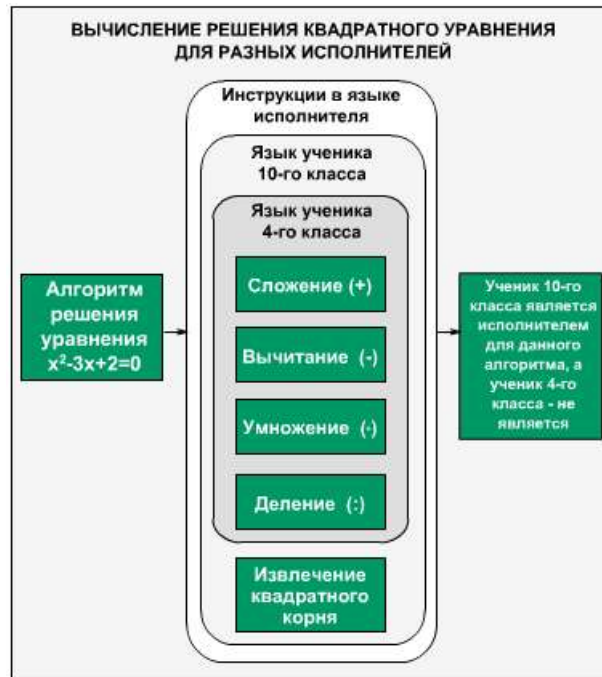 ВЫЧИСЛЕНИЕ РЕШЕНИЯ КВАДРАТНОГО УРАВНЕНИЯ
ДЛЯ РАЗНЫХ ИСПОЛНИТЕЛЕЙ
Инструкции в языке
исполнителя
Язык ученика
10-го класса
Язык ученика
4-го класса
Алгоритм
решения
уравнения
x²-3x+2=0
Сложение (+)
Вычитание (-)
Умножение (·)
Деление (:)
Извлечение
квадратного
корня
Ученик 10-го
класса является
исполнителем
для данного
алгоритма, а
ученик 4-го
класса - не
является